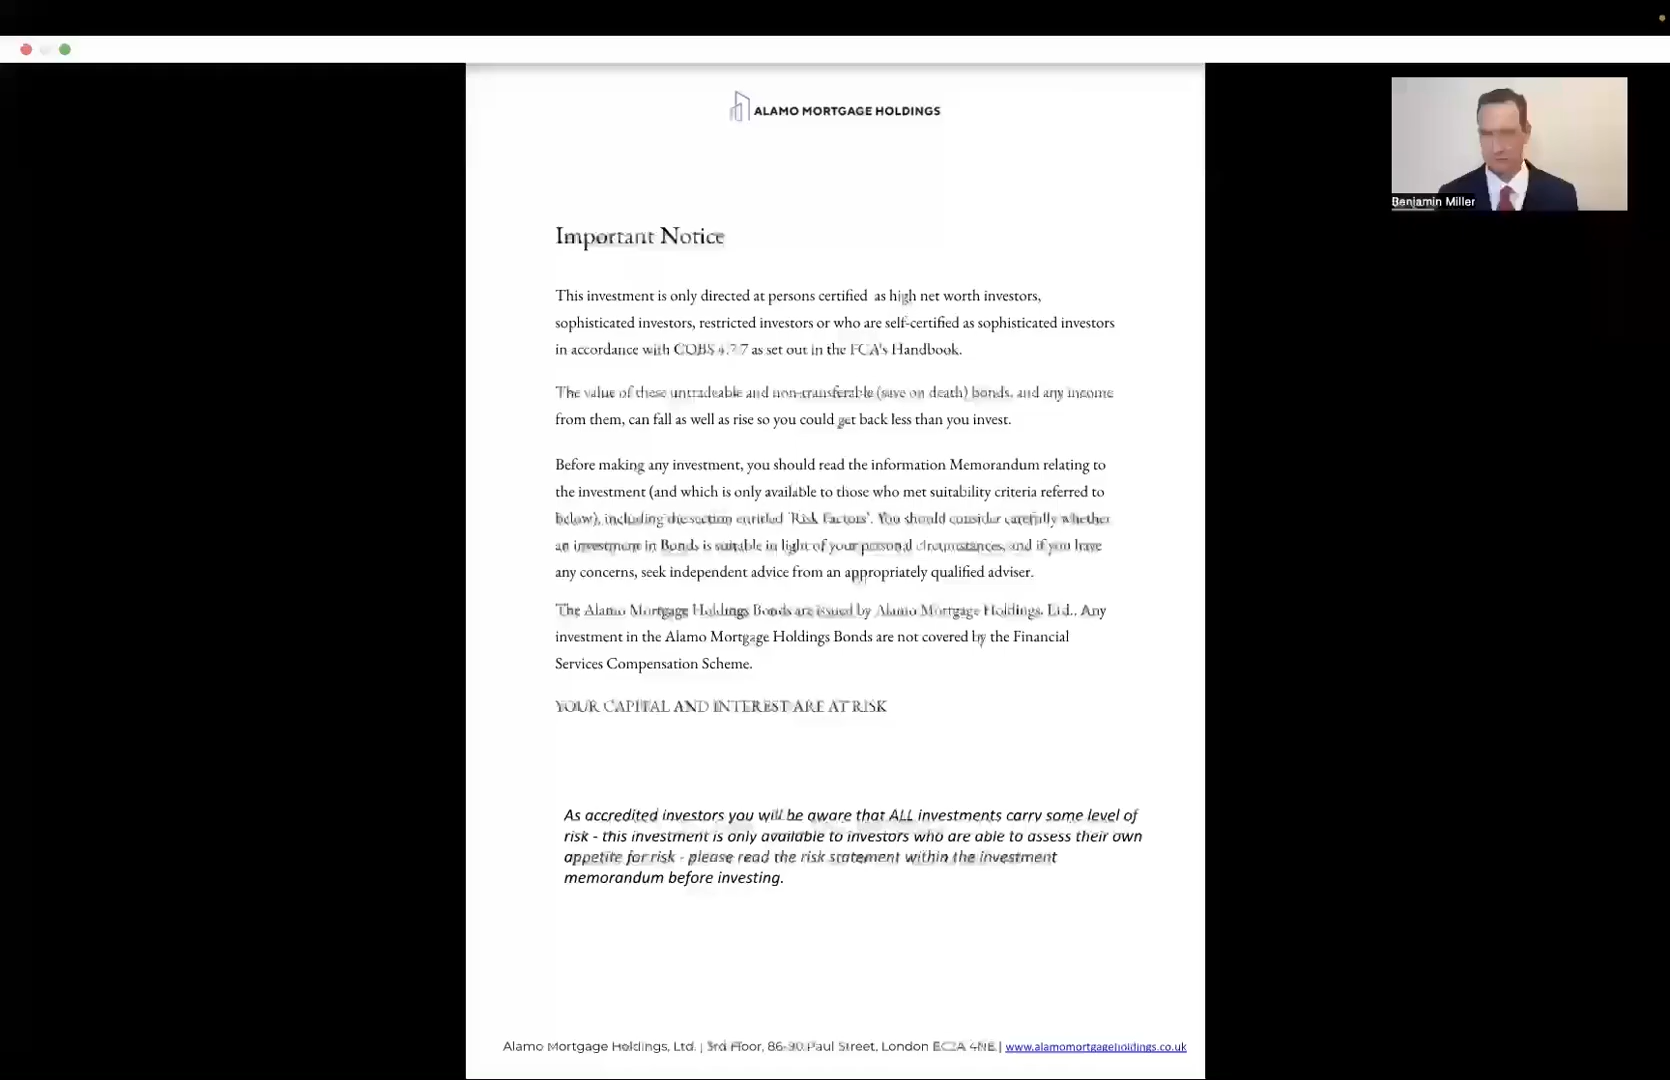 ALAMO MORTGAGE HOLDINGS
Benjamin Miller
Important Notice
This investment is only directed at persons certified as high net worth investors,
sophisticated investors, restricted investors or who are self-certified as sophisticated investors
in accordance with COBS 4.7.7 as set out in the FCA's Handbook.
The value of these untradeable and non-transferable (save on death) bonds, and any income
from them, can fall as well as rise so you could get back less than you invest.
Before making any investment, you should read the information Memorandum relating to
the investment (and which is only available to those who met suitability criteria referred to
below), including the section entitled 'Risk Factors'. You should consider carefully whether
an investment in Bonds is suitable in light of your personal circumstances, and if you have
any concerns, seek independent advice from an appropriately qualified adviser.
The Alamo Mortgage Holdings Bonds are issued by Alamo Mortgage Holdings, Ltd.. Any
investment in the Alamo Mortgage Holdings Bonds are not covered by the Financial
Services Compensation Scheme.
YOUR CAPITAL AND INTEREST ARE AT RISK
As accredited investors you will be aware that ALL investments carry some level of
risk - this investment is only available to investors who are able to assess their own
appetite for risk - please read the risk statement within the investment
memorandum before investing.
Alamo Mortgage Holdings, Ltd. | 3rd Floor, 86-90 Paul Street, London EC2A 4NE | www.alamomortgageholdings.co.uk